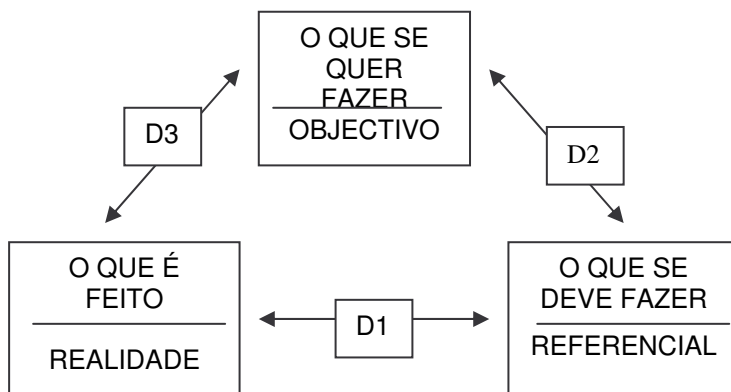 O QUE SE
QUER
FAZER
OBJECTIVO
D3
D2
O QUE É
FEITO
REALIDADE
D1
O QUE SE
DEVE FAZER
REFERENCIAL